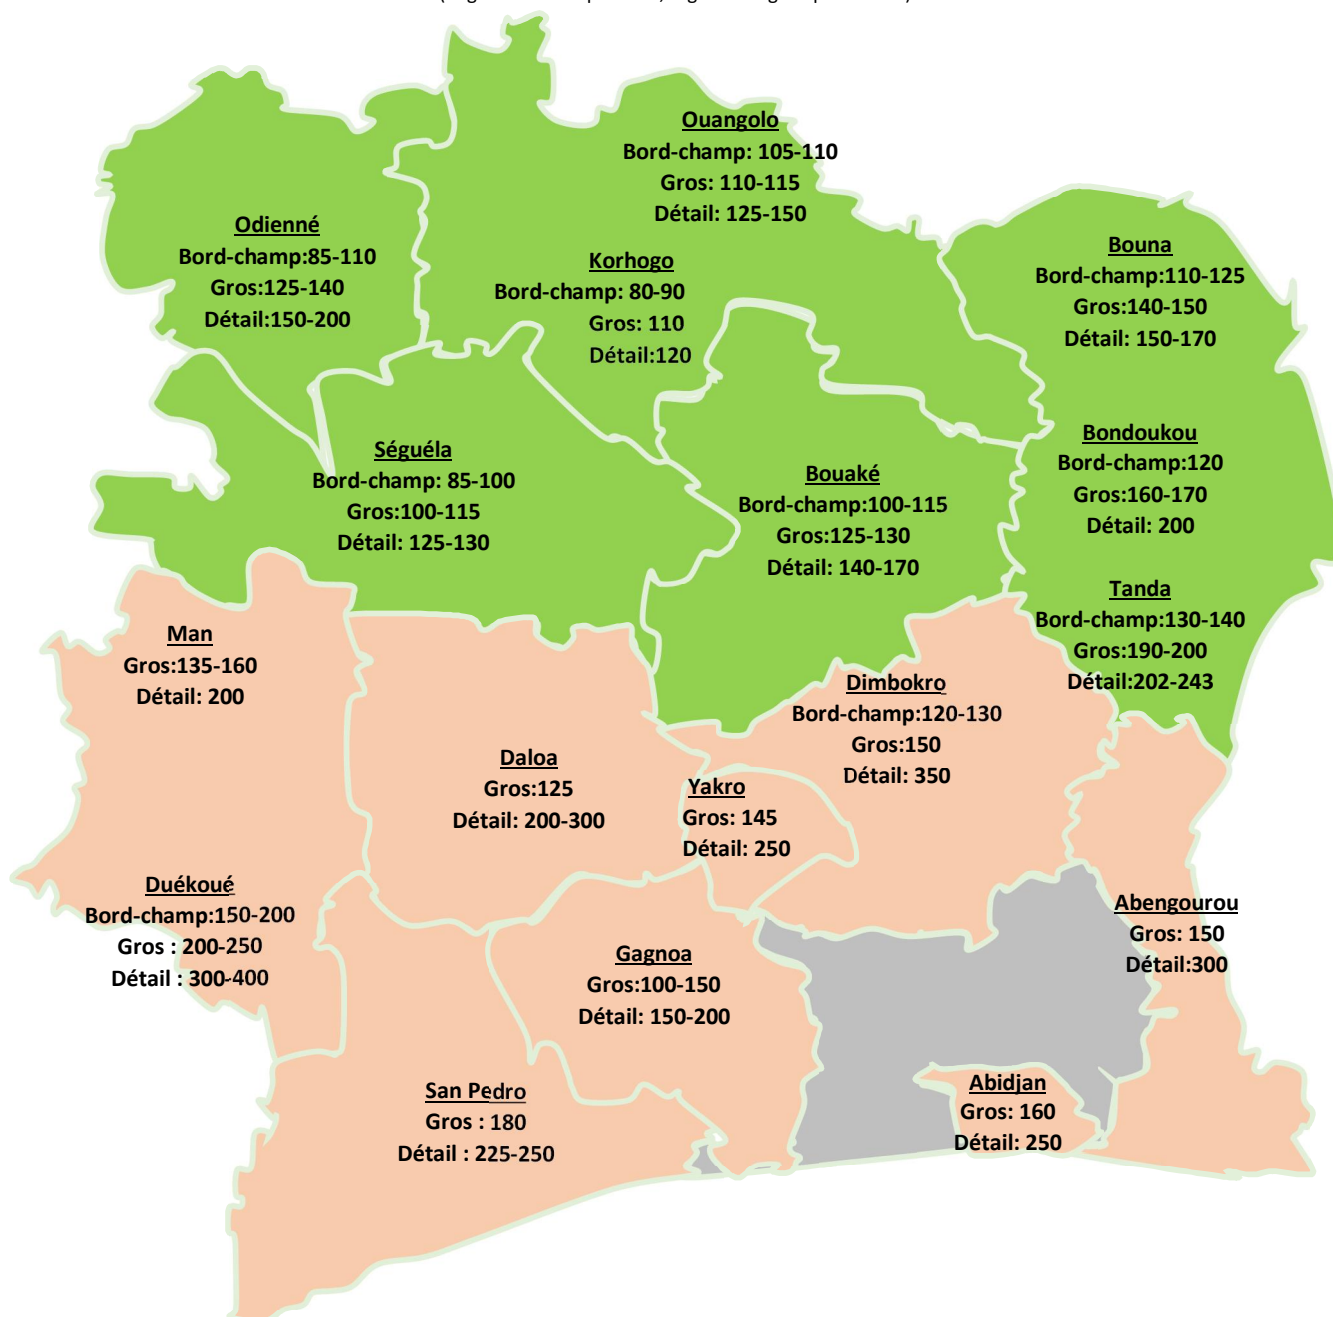 Ouangolo
Bord-champ: 105-110
Gros: 110-115
Détail: 125-150
Odienné
Bord-champ:85-110
Gros:125-140
Détail:150-200
Korhogo
Bord-champ: 80-90
Gros: 110
Détail:120
Bouna
Bord-champ:110-125
Gros:140-150
Détail: 150-170
Séguéla
Bord-champ: 85-100
Gros:100-115
Détail: 125-130
Bouaké
Bord-champ:100-115
Gros:125-130
Détail: 140-170
Bondoukou
Bord-champ:120
Gros:160-170
Détail: 200
Tanda
Bord-champ:130-140
Gros:190-200
Détail:202-243
Man
Gros:135-160
Détail: 200
Dimbokro
Bord-champ:120-130
Gros:150
Détail: 350
Daloa
Gros:125
Détail: 200-300
Yakro
Gros: 145
Détail: 250
Duékoué
Bord-champ:150-200
Gros : 200-250
Détail : 300-400
Abengourou
Gros: 150
Détail:300
Gagnoa
Gros:100-150
Détail: 150-200
San Pedro
Gros : 180
Détail : 225-250
Abidjan
Gros: 160
Détail: 250